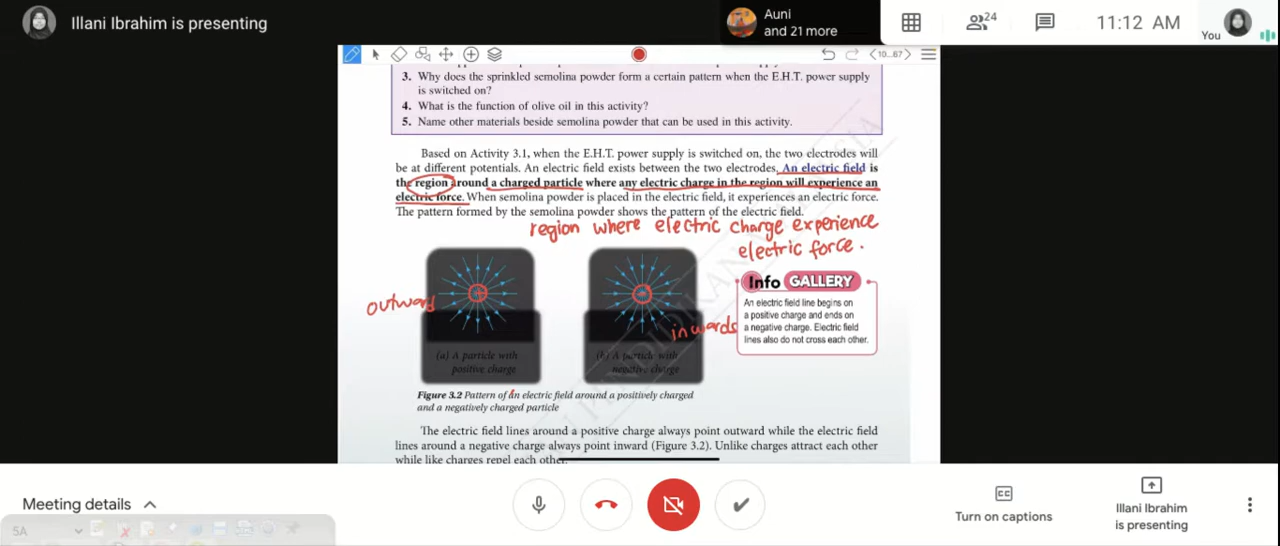 Illani Ibrahim is presenting
Auni
and 21 more
24
11:12 AM
You
<10...67>
3. Why does the sprinkled semolina powder form a certain pattern when the E.H.T. power supply
is switched on?
4. What is the function of olive oil in this activity?
5. Name other materials beside semolina powder that can be used in this activity.
Based on Activity 3.1, when the E.H.T. power supply is switched on, the two electrodes will
be at different potentials. An electric field exists between the two electrodes. An electric field is
the region around a charged particle where any electric charge in the region will experience an
electric force. When semolina powder is placed in the electric field, it experiences an electric force.
The pattern formed by the semolina powder shows the pattern of the electric field.
region where electric charge experience
electric force.
outward
inwards
Info GALLERY
An electric field line begins on
a positive charge and ends on
a negative charge. Electric field
lines also do not cross each other.
(a) A particle with
positive charge
(b) A particle with
negative charge
Figure 3.2 Pattern of an electric field around a positively charged
and a negatively charged particle
The electric field lines around a positive charge always point outward while the electric field
lines around a negative charge always point inward (Figure 3.2). Unlike charges attract each other
while like charges repel each other.
Meeting details
CC
Turn on captions
Illani Ibrahim
is presenting
5A